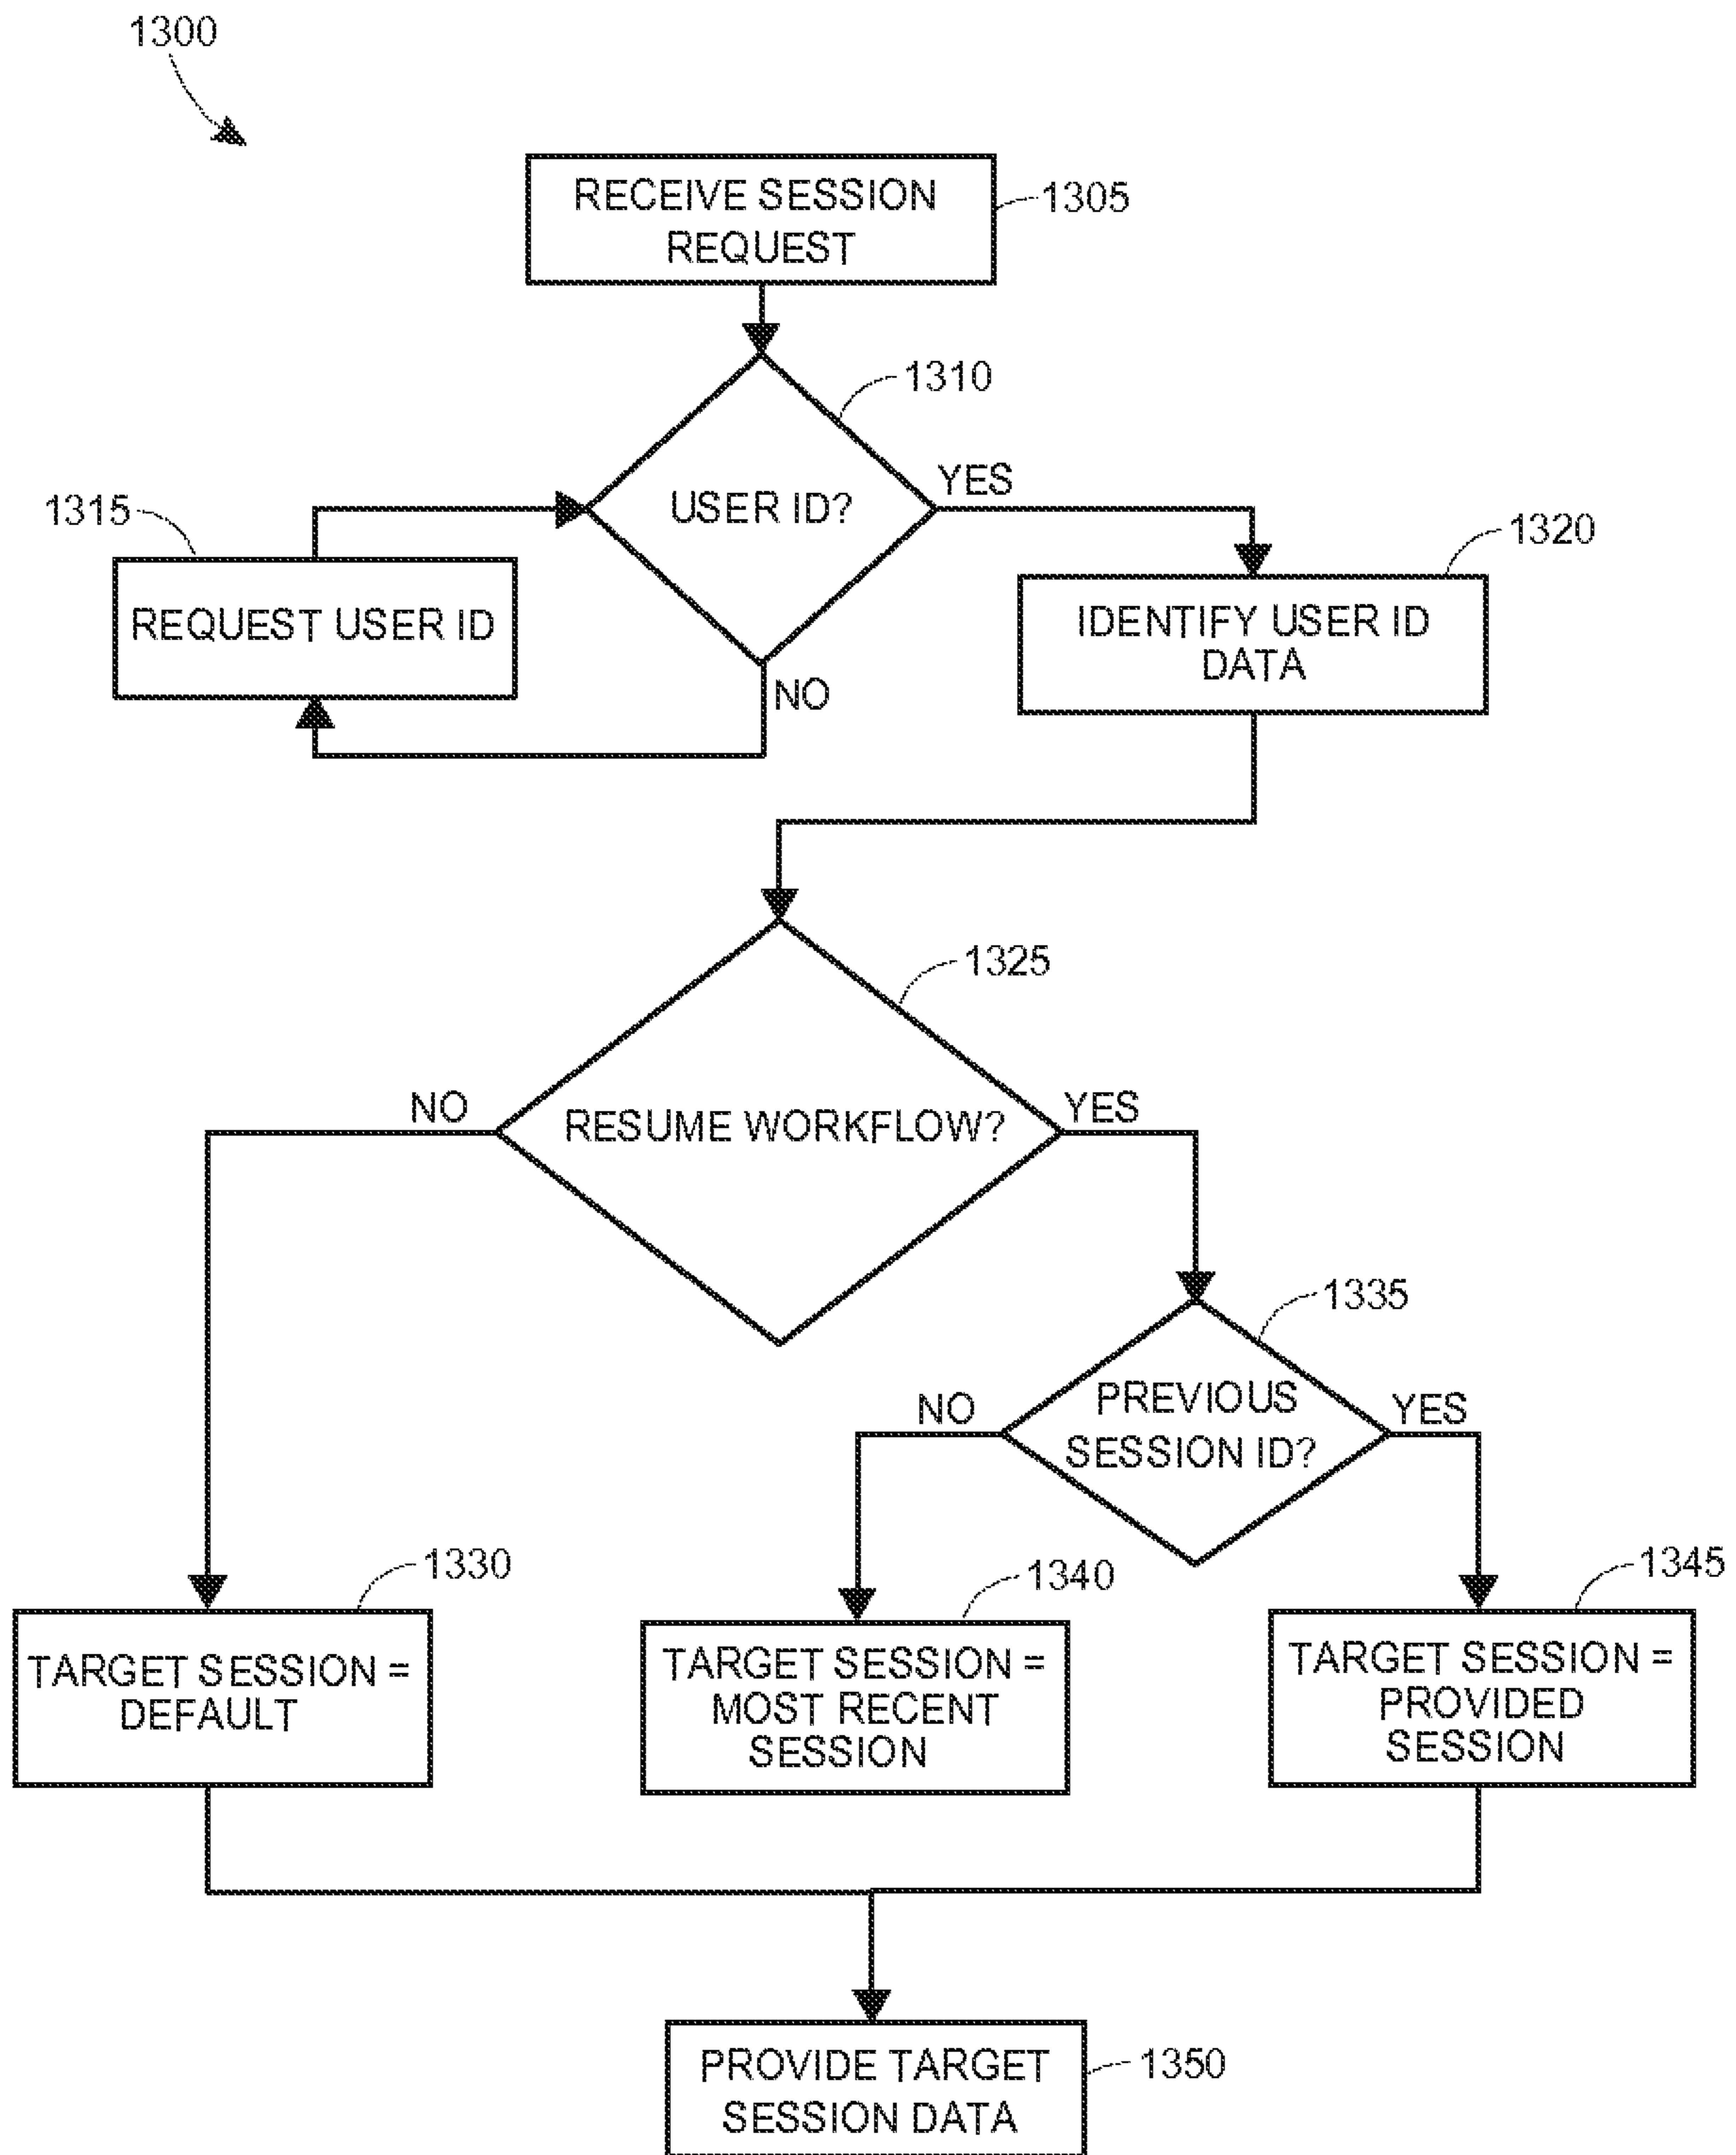 1300
RECEIVE SESSION
REQUEST
1305
1310
USER ID?
YES
NO
1315
REQUEST USER ID
1320
IDENTIFY USER ID
DATA
1325
RESUME WORKFLOW?
NO
YES
1335
PREVIOUS
SESSION ID?
NO
YES
1330
TARGET SESSION =
DEFAULT
1340
TARGET SESSION =
MOST RECENT
SESSION
1345
TARGET SESSION =
PROVIDED
SESSION
PROVIDE TARGET
SESSION DATA
1350